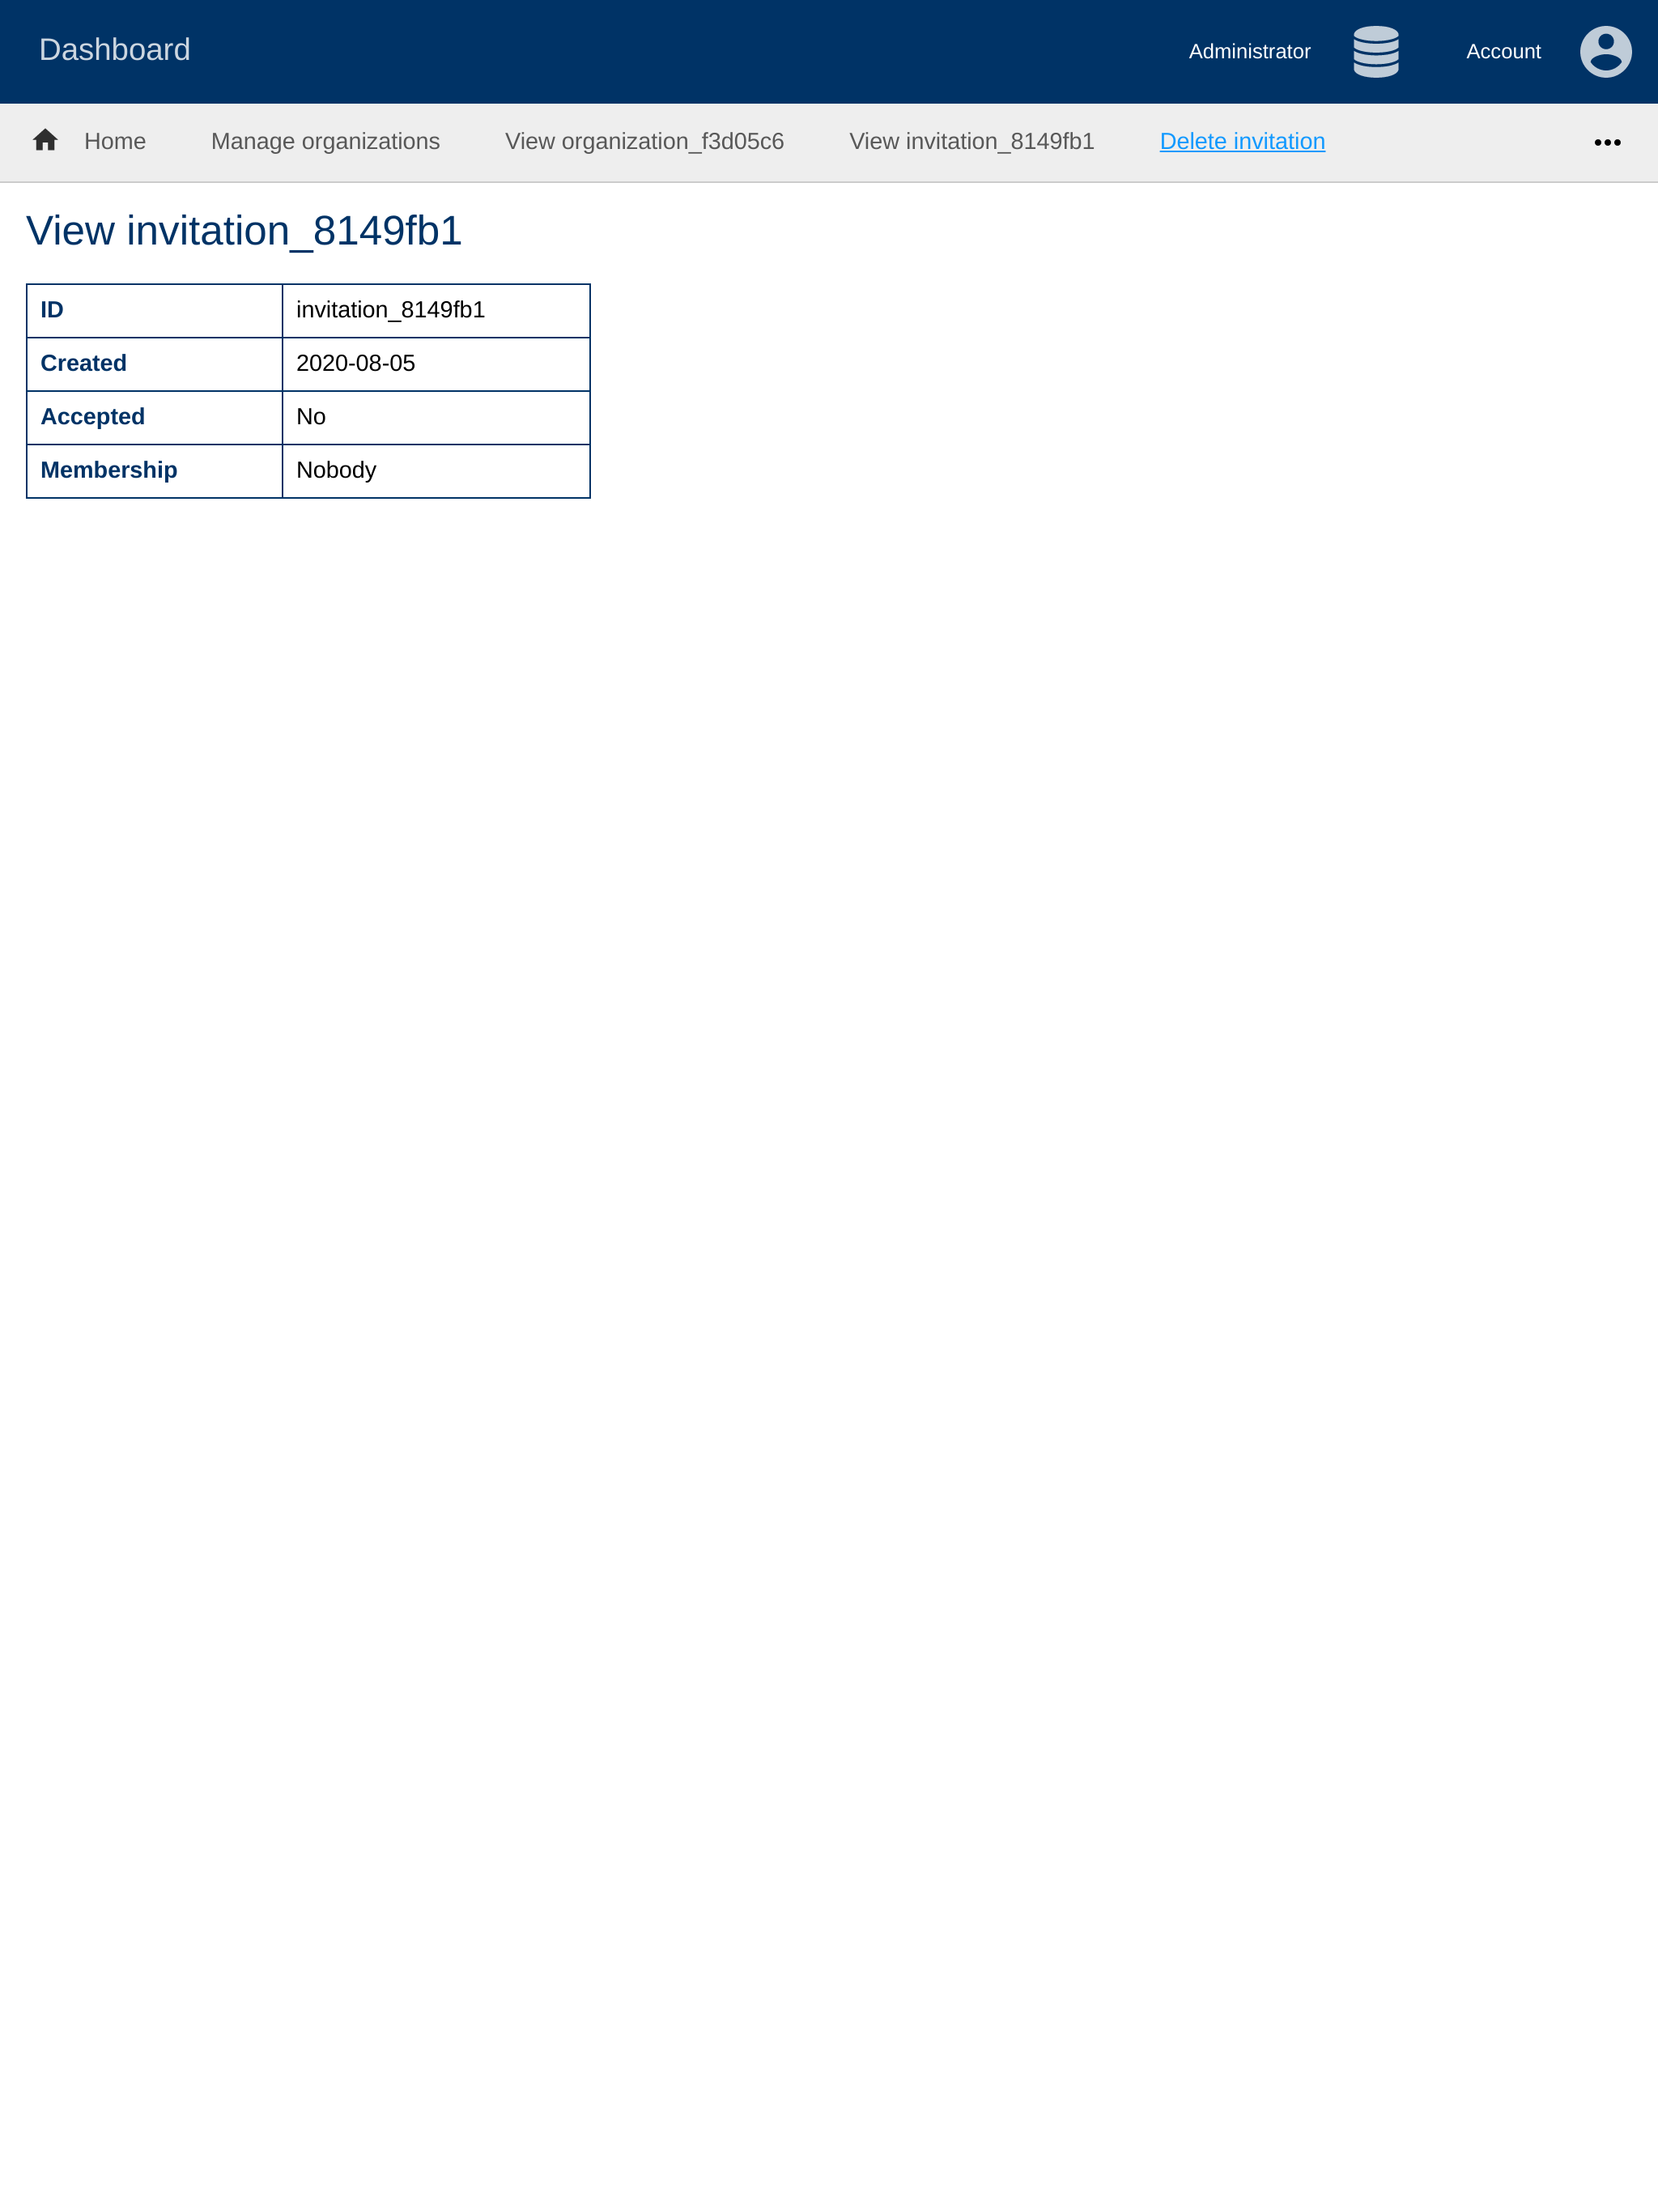 Dashboard Administrator Account
Home Manage organizations View organization_f3d05c6 View invitation_8149fb1 Delete invitation •••
View invitation_8149fb1
ID invitation_8149fb1
Created 2020-08-05
Accepted No
Membership Nobody